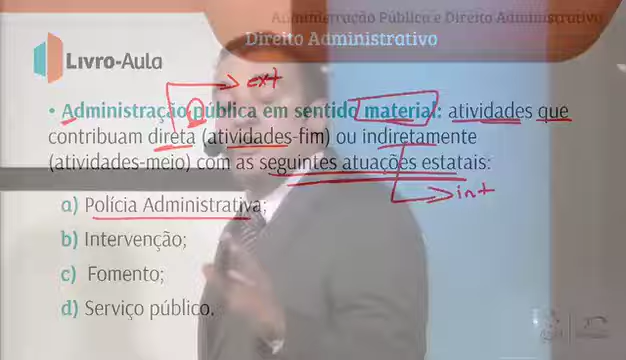 Administração Pública e Direito Administrativo
Direito Administrativo
Livro-Aula
ext
• Administração pública em sentido material: atividades que
contribuam direta (atividades-fim) ou indiretamente
(atividades-meio) com as seguintes atuações estatais:
int
a) Polícia Administrativa;
b) Intervenção;
c) Fomento;
d) Serviço público.